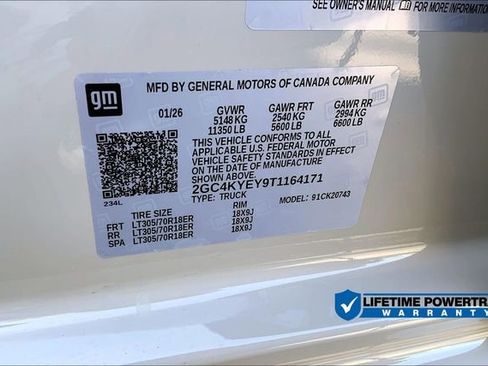 SEE OWNER'S MANUAL FOR MORE INFORMATION
gm
MFD BY GENERAL MOTORS OF CANADA COMPANY
01/26 GVWR GAWR FRT GAWR RR
5148 KG 2540 KG 2994 KG
11350 LB 5600 LB 6600 LB
THIS VEHICLE CONFORMS TO ALL
APPLICABLE U.S. FEDERAL MOTOR
VEHICLE SAFETY STANDARDS IN EFFECT
ON THE DATE OF MANUFACTURE
SHOWN ABOVE.
2GC4KYEY9T1164171
TYPE: TRUCK MODEL: 91CK20743
234L
TIRE SIZE RIM
FRT LT305/70R18ER 18X9J
RR LT305/70R18ER 18X9J
SPA LT305/70R18ER 18X9J
LIFETIME POWERTRA
WARRANTY